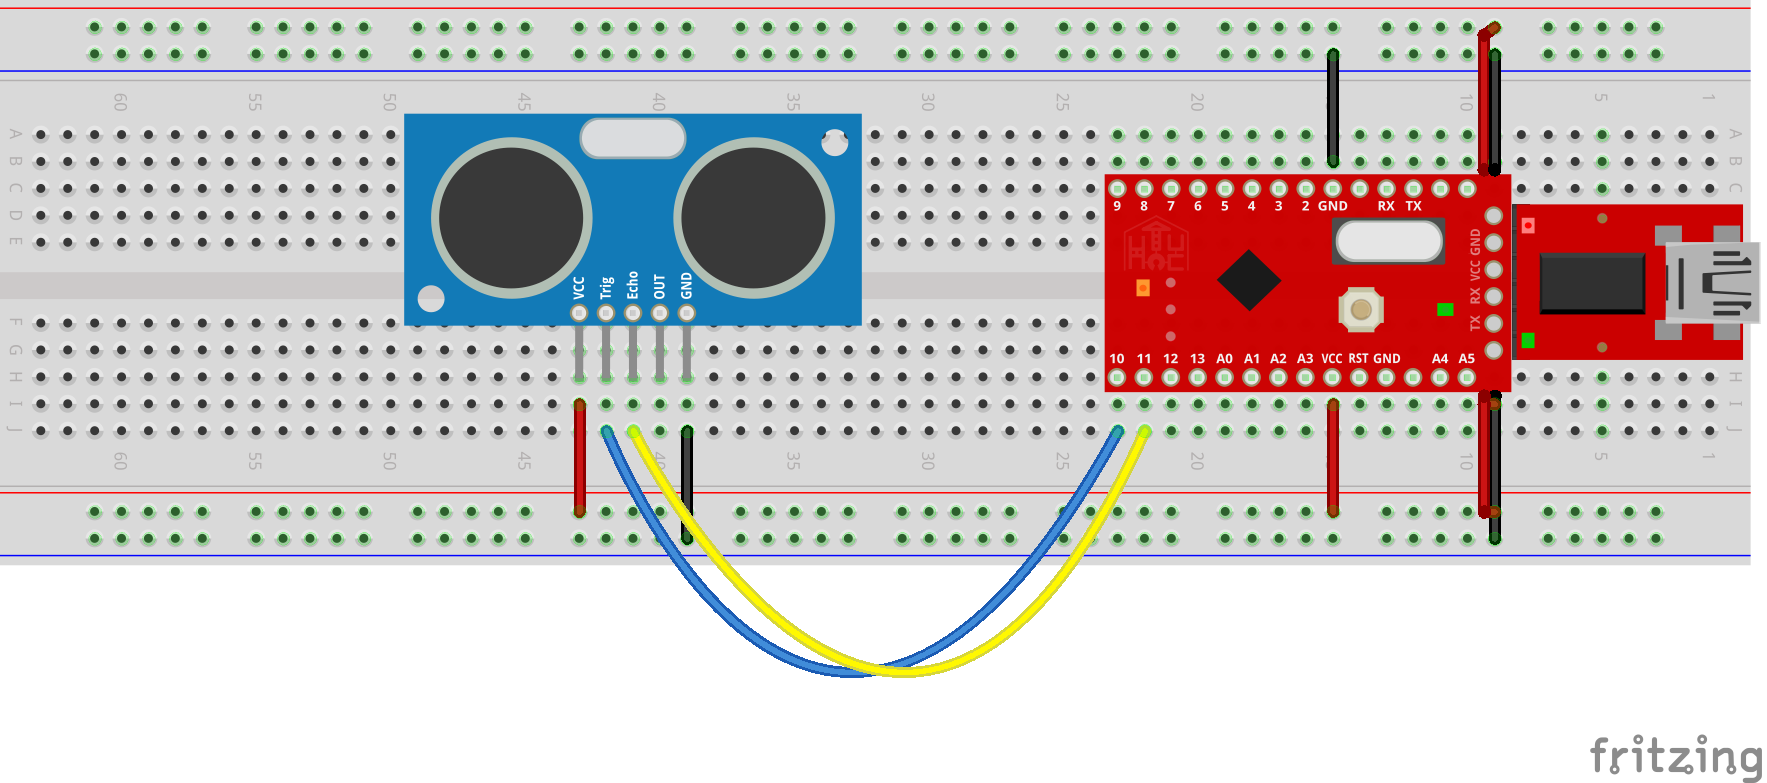 60 55 50 45 40 35 30 25 20 10 5 1
A A
B B
C C
D
E
9 8 7 6 5 4 3 2 GND RX TX
GND
VCC
RX
TX
VCC Trig Echo OUT GND
F
G
H H
I I
J J
10 11 12 13 A0 A1 A2 A3 VCC RST GND A4 A5
60 55 50 45 40 35 30 25 20 10 5 1
fritzing